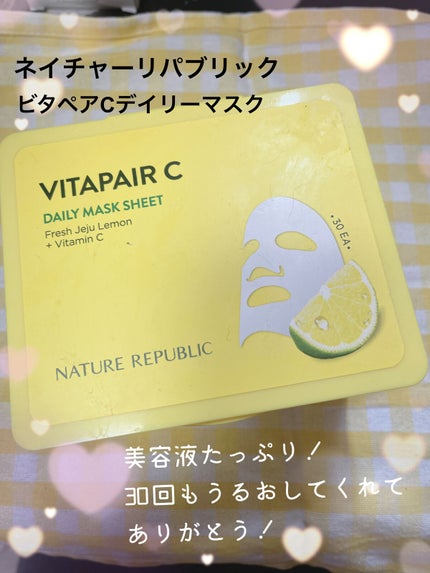 ネイチャーリパブリック
ビタペアCデイリーマスク
VITAPAIR C
DAILY MASK SHEET
Fresh Jeju Lemon
+ Vitamin C
•30 EA•
NATURE REPUBLIC
美容液たっぷり！
30回もうるおしてくれて
ありがとう！